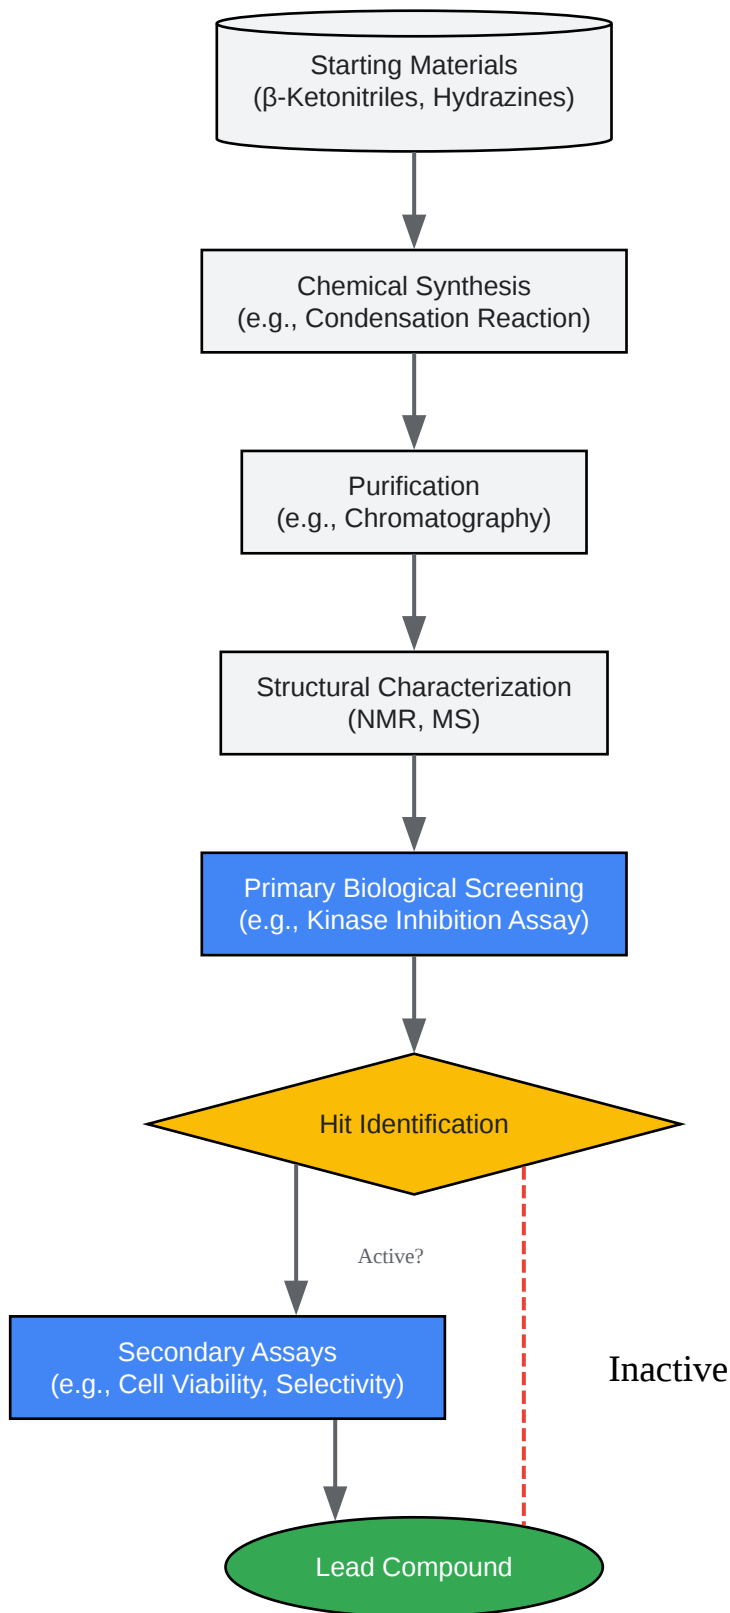 Starting Materials
(β-Ketonitriles, Hydrazines)
Chemical Synthesis
(e.g., Condensation Reaction)
Purification
(e.g., Chromatography)
Structural Characterization
(NMR, MS)
Primary Biological Screening
(e.g., Kinase Inhibition Assay)
Hit Identification
Active?
Secondary Assays
(e.g., Cell Viability, Selectivity)
Inactive
Lead Compound